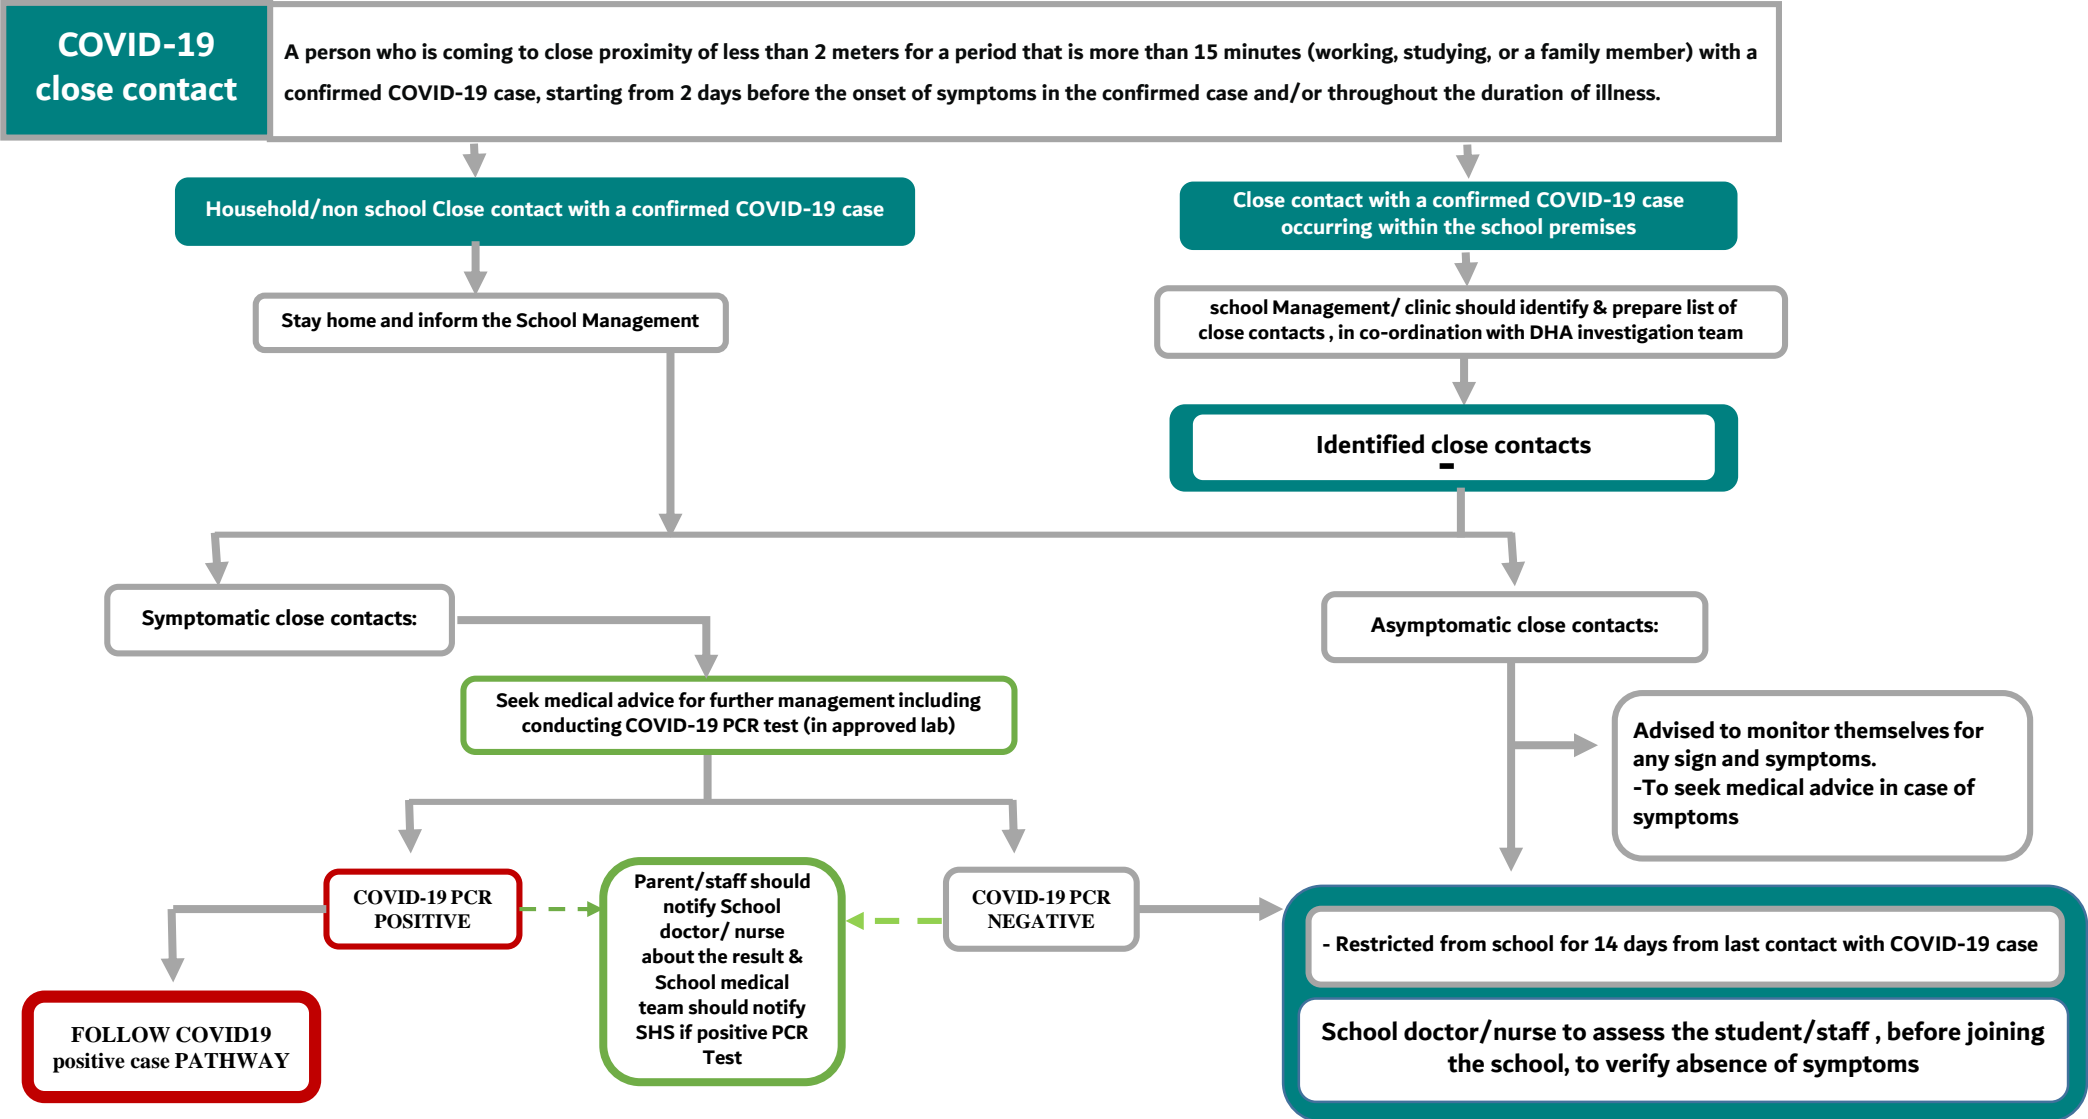 COVID-19
close contact
A person who is coming to close proximity of less than 2 meters for a period that is more than 15 minutes (working, studying, or a family member) with a
confirmed COVID-19 case, starting from 2 days before the onset of symptoms in the confirmed case and/or throughout the duration of illness.
Household/non school Close contact with a confirmed COVID-19 case
Close contact with a confirmed COVID-19 case
occurring within the school premises
Stay home and inform the School Management
school Management/ clinic should identify & prepare list of
close contacts , in co-ordination with DHA investigation team
Identified close contacts
-
Symptomatic close contacts:
Asymptomatic close contacts:
Seek medical advice for further management including
conducting COVID-19 PCR test (in approved lab)
Advised to monitor themselves for
any sign and symptoms.
-To seek medical advice in case of
symptoms
COVID-19 PCR
POSITIVE
Parent/staff should
notify School
doctor/ nurse
about the result &
School medical
team should notify
SHS if positive PCR
Test
COVID-19 PCR
NEGATIVE
- Restricted from school for 14 days from last contact with COVID-19 case
FOLLOW COVID19
positive case PATHWAY
School doctor/nurse to assess the student/staff , before joining
the school, to verify absence of symptoms